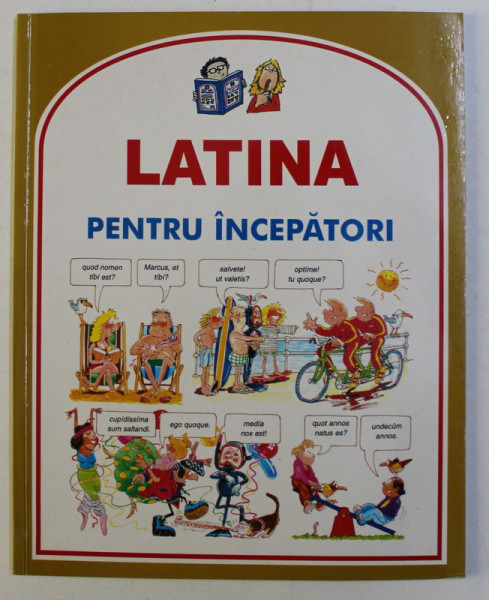 LATINA
PENTRU ÎNCEPĂTORI
quod nomen
tibi est?
Marcus, et
tibi?
salvete!
ut valetis?
optime!
tu quoque?
cupidissima
sum saltandi.
ego quoque.
media
nox est!
quot annos
natus es?
undecǔm
annos.